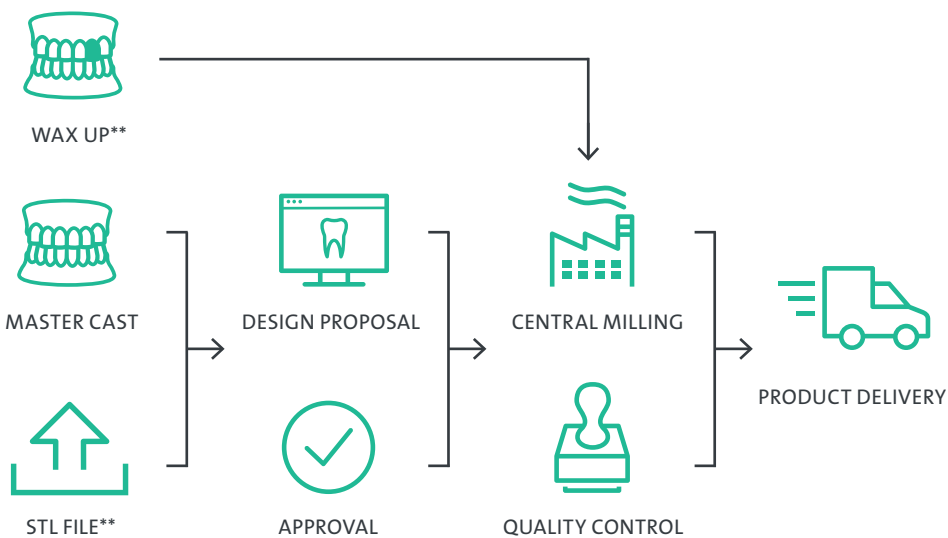 WAX UP**
MASTER CAST
DESIGN PROPOSAL
CENTRAL MILLING
PRODUCT DELIVERY
STL FILE**
APPROVAL
QUALITY CONTROL